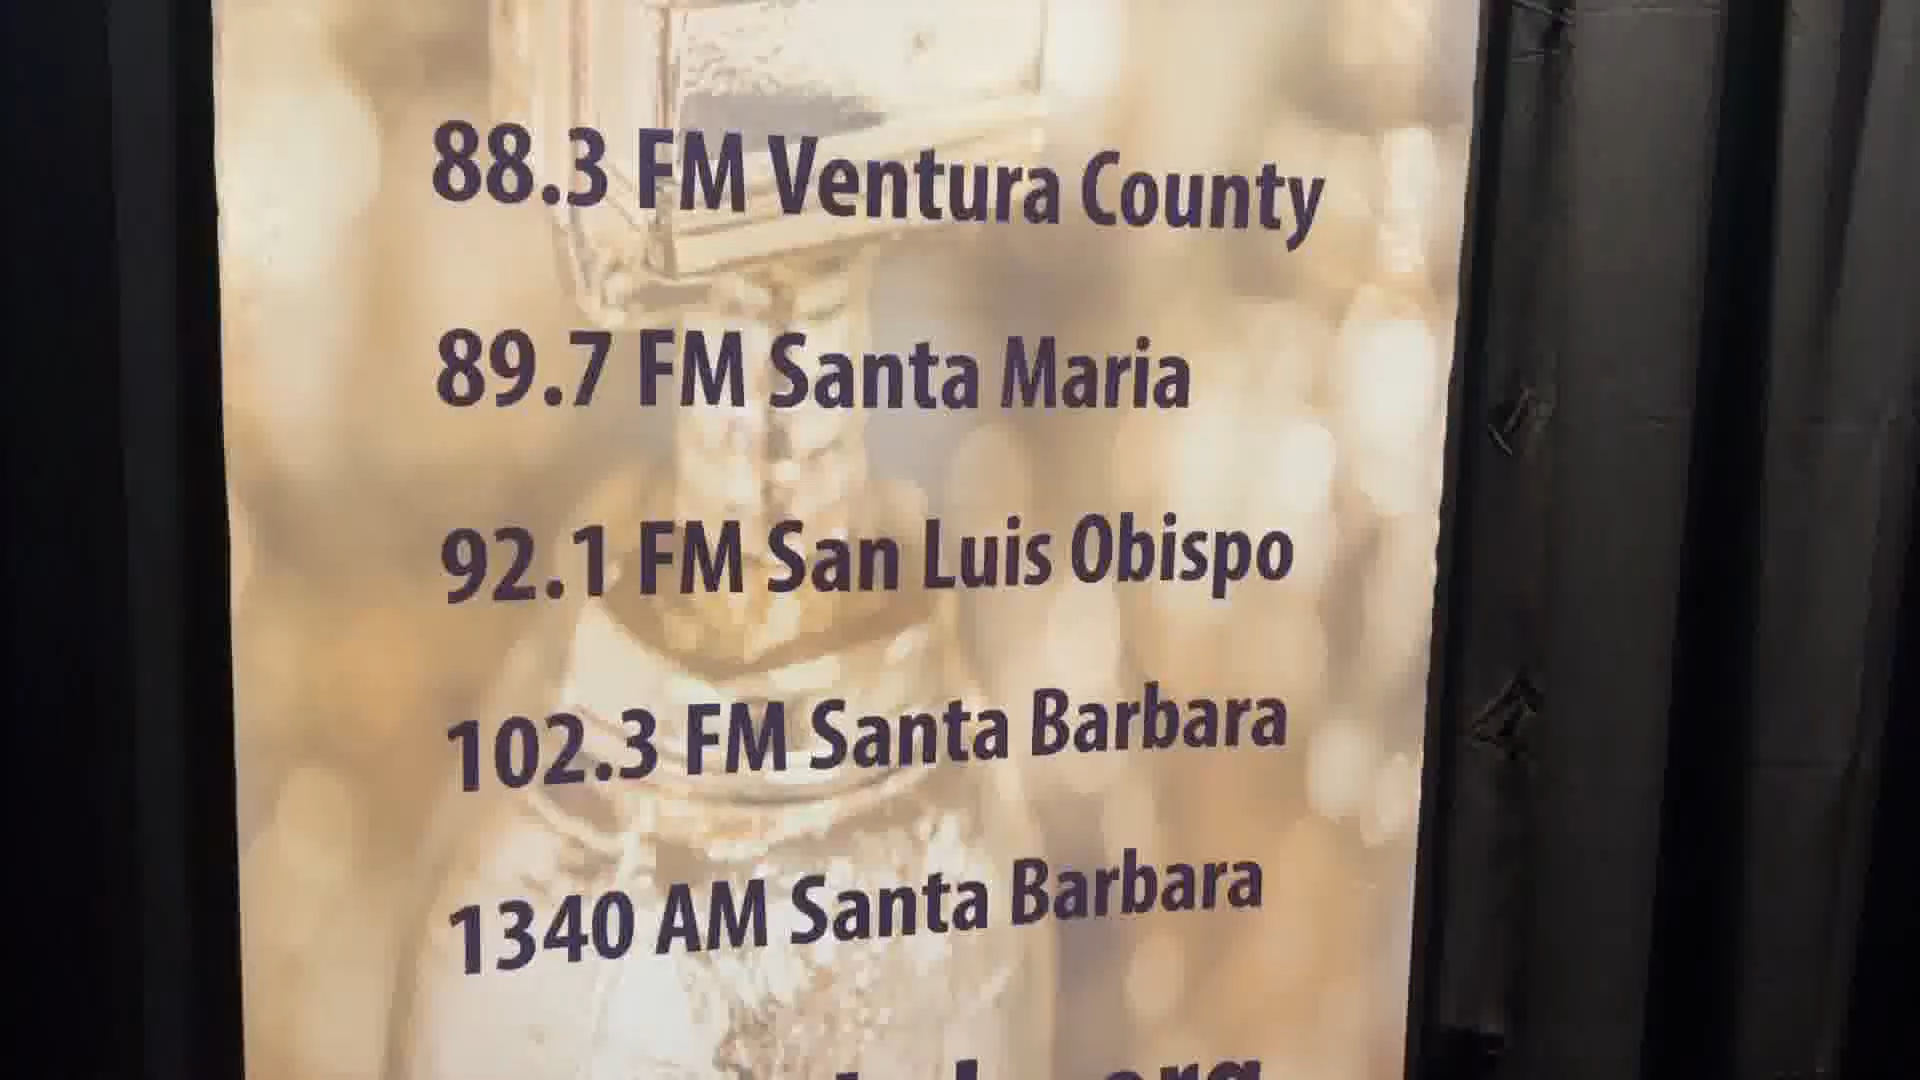 88.3 FM Ventura County
89.7 FM Santa Maria
92.1 FM San Luis Obispo
102.3 FM Santa Barbara
1340 AM Santa Barbara